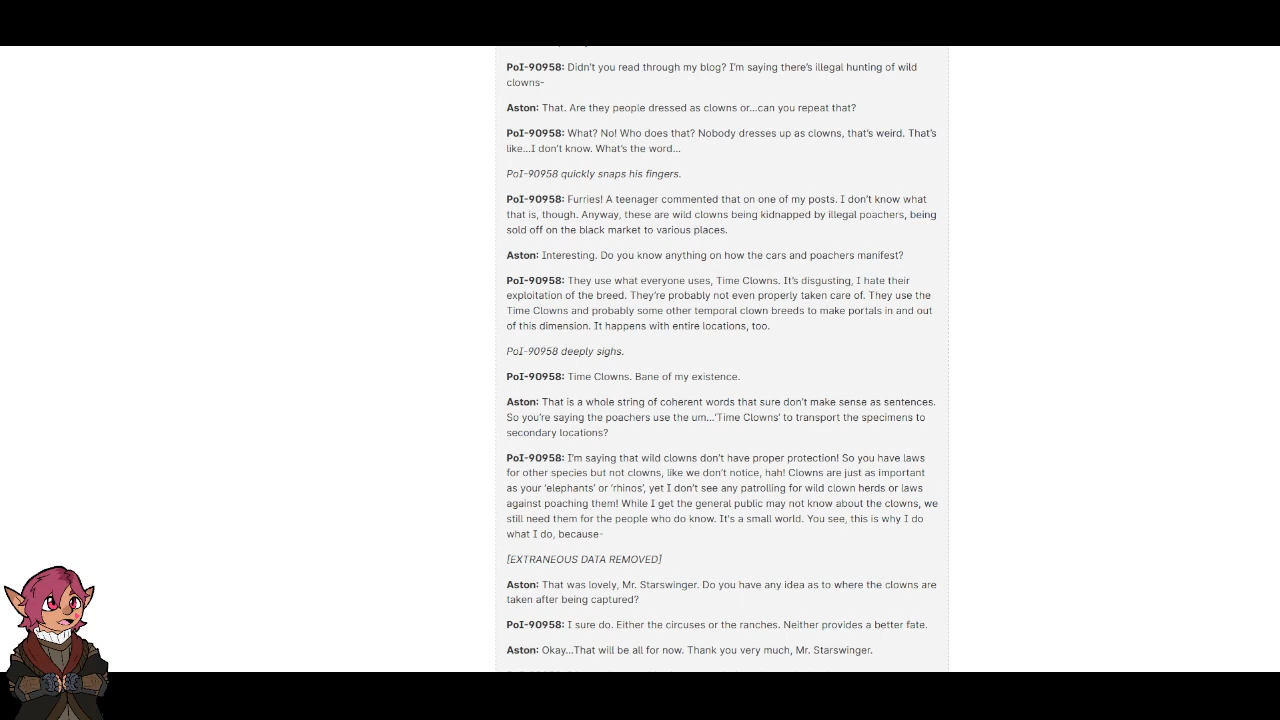 PoI-90958: Didn't you read through my blog? I'm saying there's illegal hunting of wild
clowns-
Aston: That. Are they people dressed as clowns or...can you repeat that?
PoI-90958: What? No! Who does that? Nobody dresses up as clowns, that's weird. That's
like...I don't know. What's the word...
PoI-90958 quickly snaps his fingers.
PoI-90958: Furries! A teenager commented that on one of my posts. I don't know what
that is, though. Anyway, these are wild clowns being kidnapped by illegal poachers, being
sold off on the black market to various places.
Aston: Interesting. Do you know anything on how the cars and poachers manifest?
PoI-90958: They use what everyone uses, Time Clowns. It's disgusting, I hate their
exploitation of the breed. They're probably not even properly taken care of. They use the
Time Clowns and probably some other temporal clown breeds to make portals in and out
of this dimension. It happens with entire locations, too.
PoI-90958 deeply sighs.
PoI-90958: Time Clowns. Bane of my existence.
Aston: That is a whole string of coherent words that sure don't make sense as sentences.
So you're saying the poachers use the um...'Time Clowns' to transport the specimens to
secondary locations?
PoI-90958: I'm saying that wild clowns don't have proper protection! So you have laws
for other species but not clowns, like we don't notice, hah! Clowns are just as important
as your 'elephants' or 'rhinos', yet I don't see any patrolling for wild clown herds or laws
against poaching them! While I get the general public may not know about the clowns, we
still need them for the people who do know. It's a small world. You see, this is why I do
what I do, because-
[EXTRANEOUS DATA REMOVED]
Aston: That was lovely, Mr. Starswinger. Do you have any idea as to where the clowns are
taken after being captured?
PoI-90958: I sure do. Either the circuses or the ranches. Neither provides a better fate.
Aston: Okay...That will be all for now. Thank you very much, Mr. Starswinger.